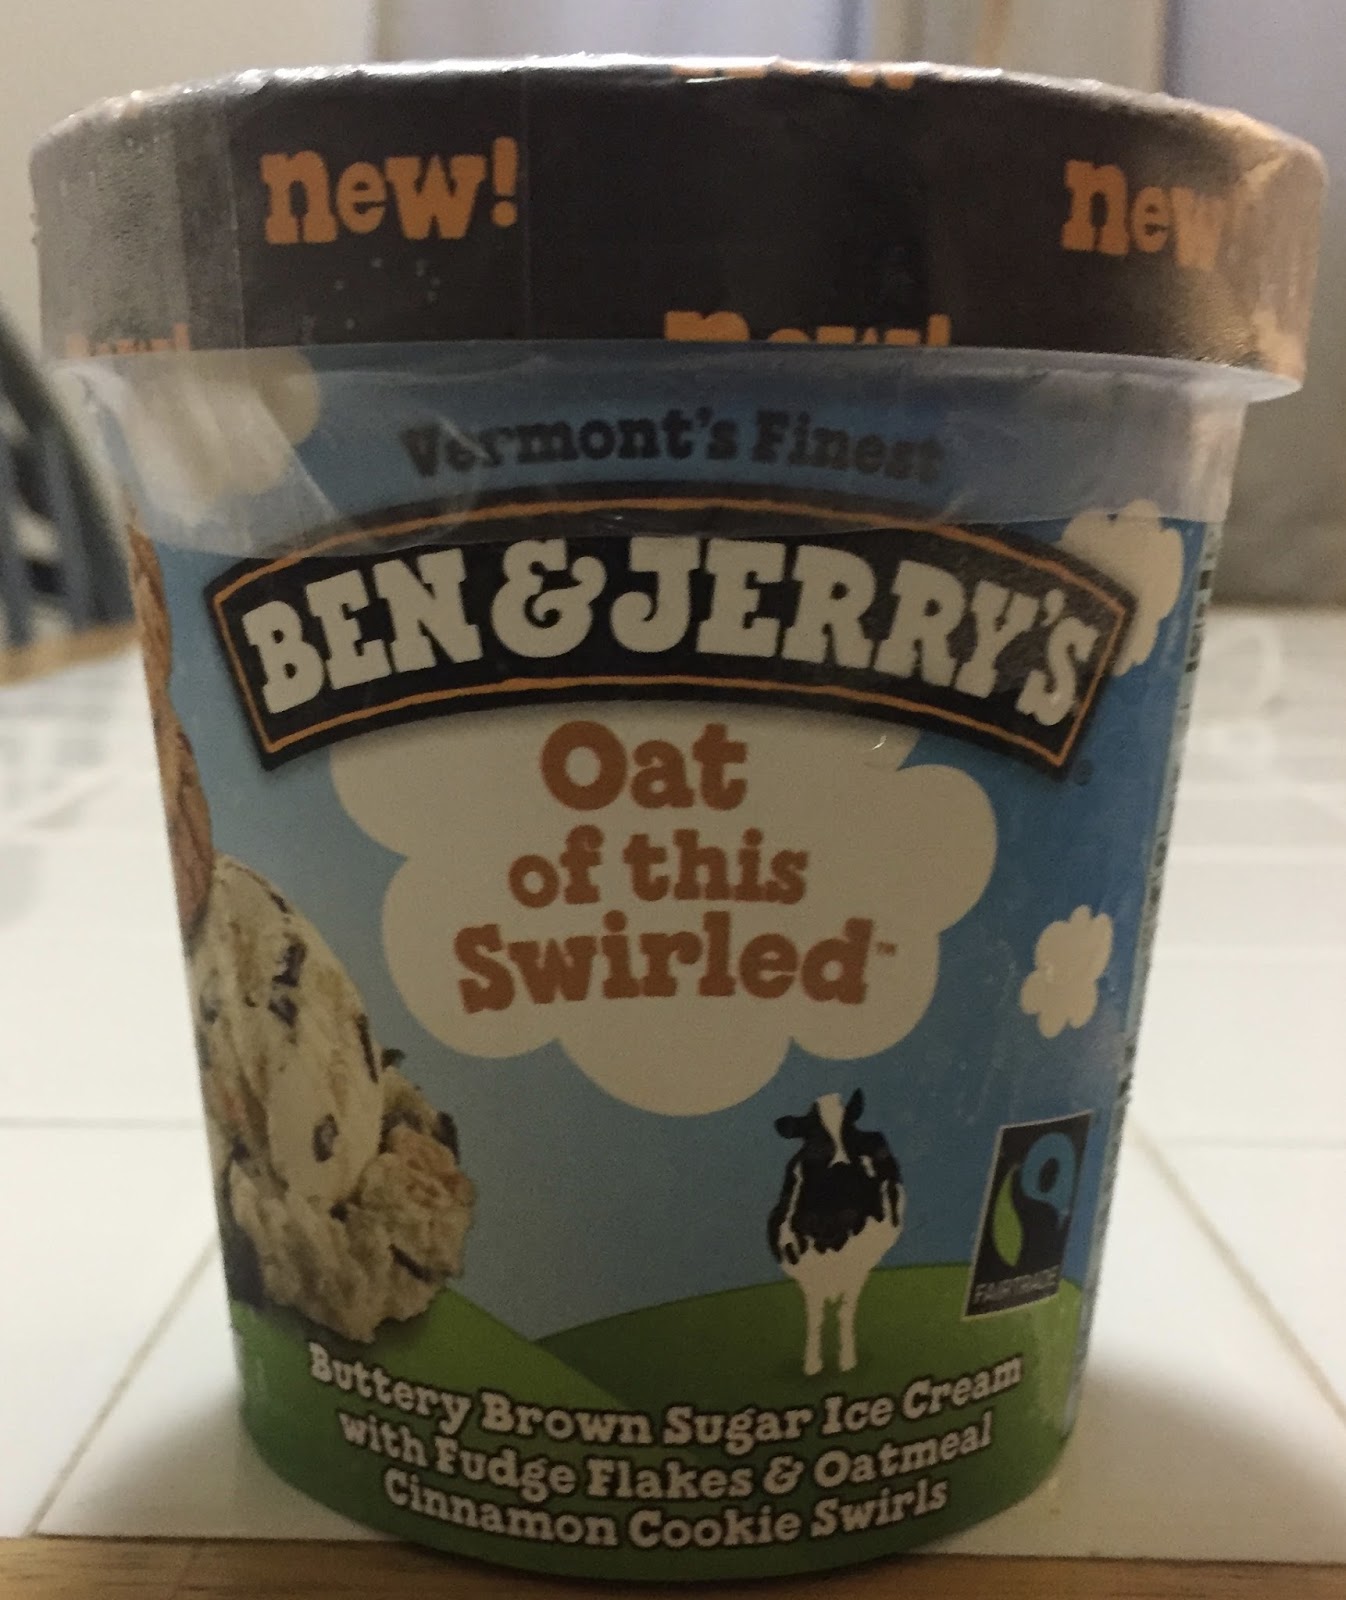 new!
new!
new!
Vermont's Finest
BEN & JERRY'S
Oat
of this
Swirled™
FAIRTRADE
Buttery Brown Sugar Ice Cream
with Fudge Flakes & Oatmeal
Cinnamon Cookie Swirls